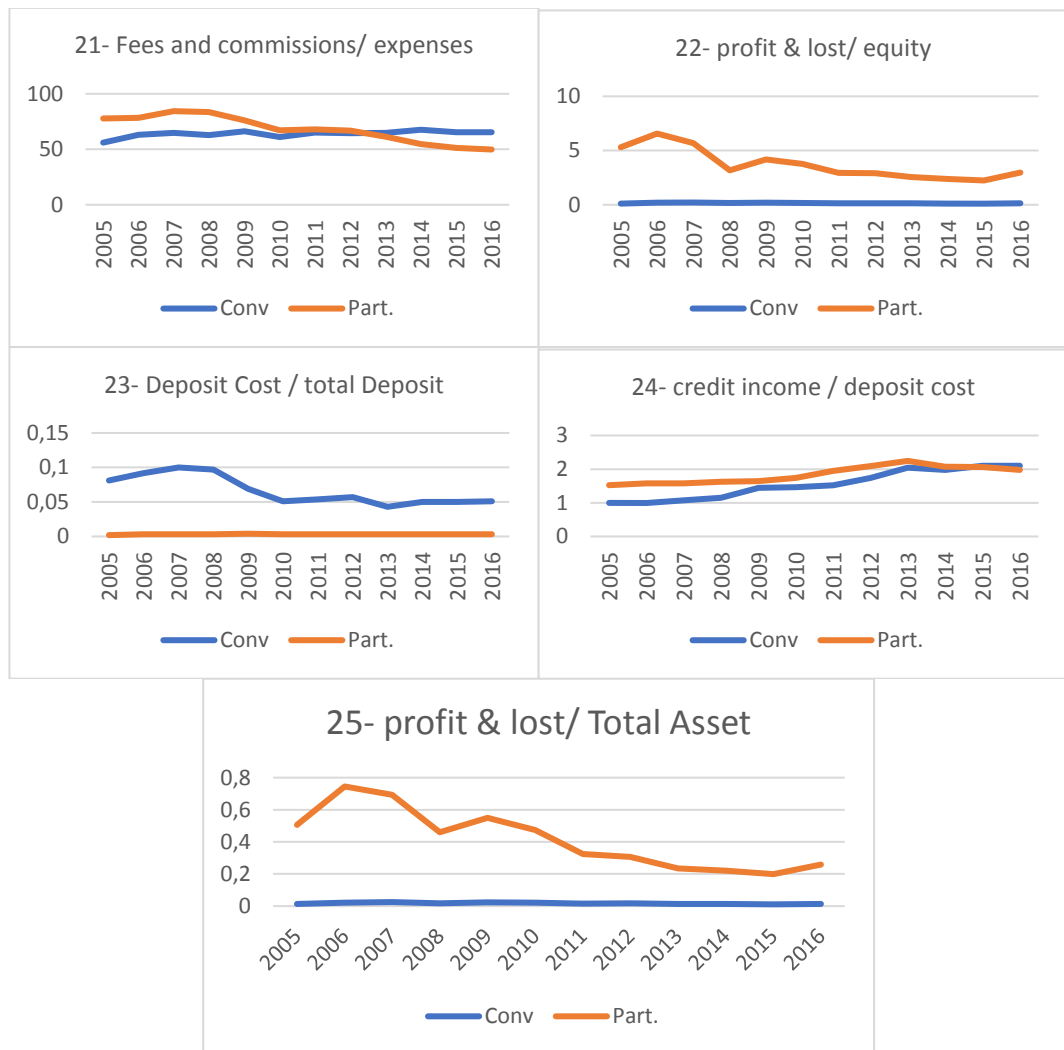 21- Fees and commissions/ expenses
100
50
0
2005 2006 2007 2008 2009 2010 2011 2012 2013 2014 2015 2016
Conv Part.
22- profit & lost/ equity
10
5
0
2005 2006 2007 2008 2009 2010 2011 2012 2013 2014 2015 2016
Conv Part.
23- Deposit Cost / total Deposit
0,15
0,1
0,05
0
2005 2006 2007 2008 2009 2010 2011 2012 2013 2014 2015 2016
Conv Part.
24- credit income / deposit cost
3
2
1
0
2005 2006 2007 2008 2009 2010 2011 2012 2013 2014 2015 2016
Conv Part.
25- profit & lost/ Total Asset
0,8
0,6
0,4
0,2
0
2005 2006 2007 2008 2009 2010 2011 2012 2013 2014 2015 2016
Conv Part.